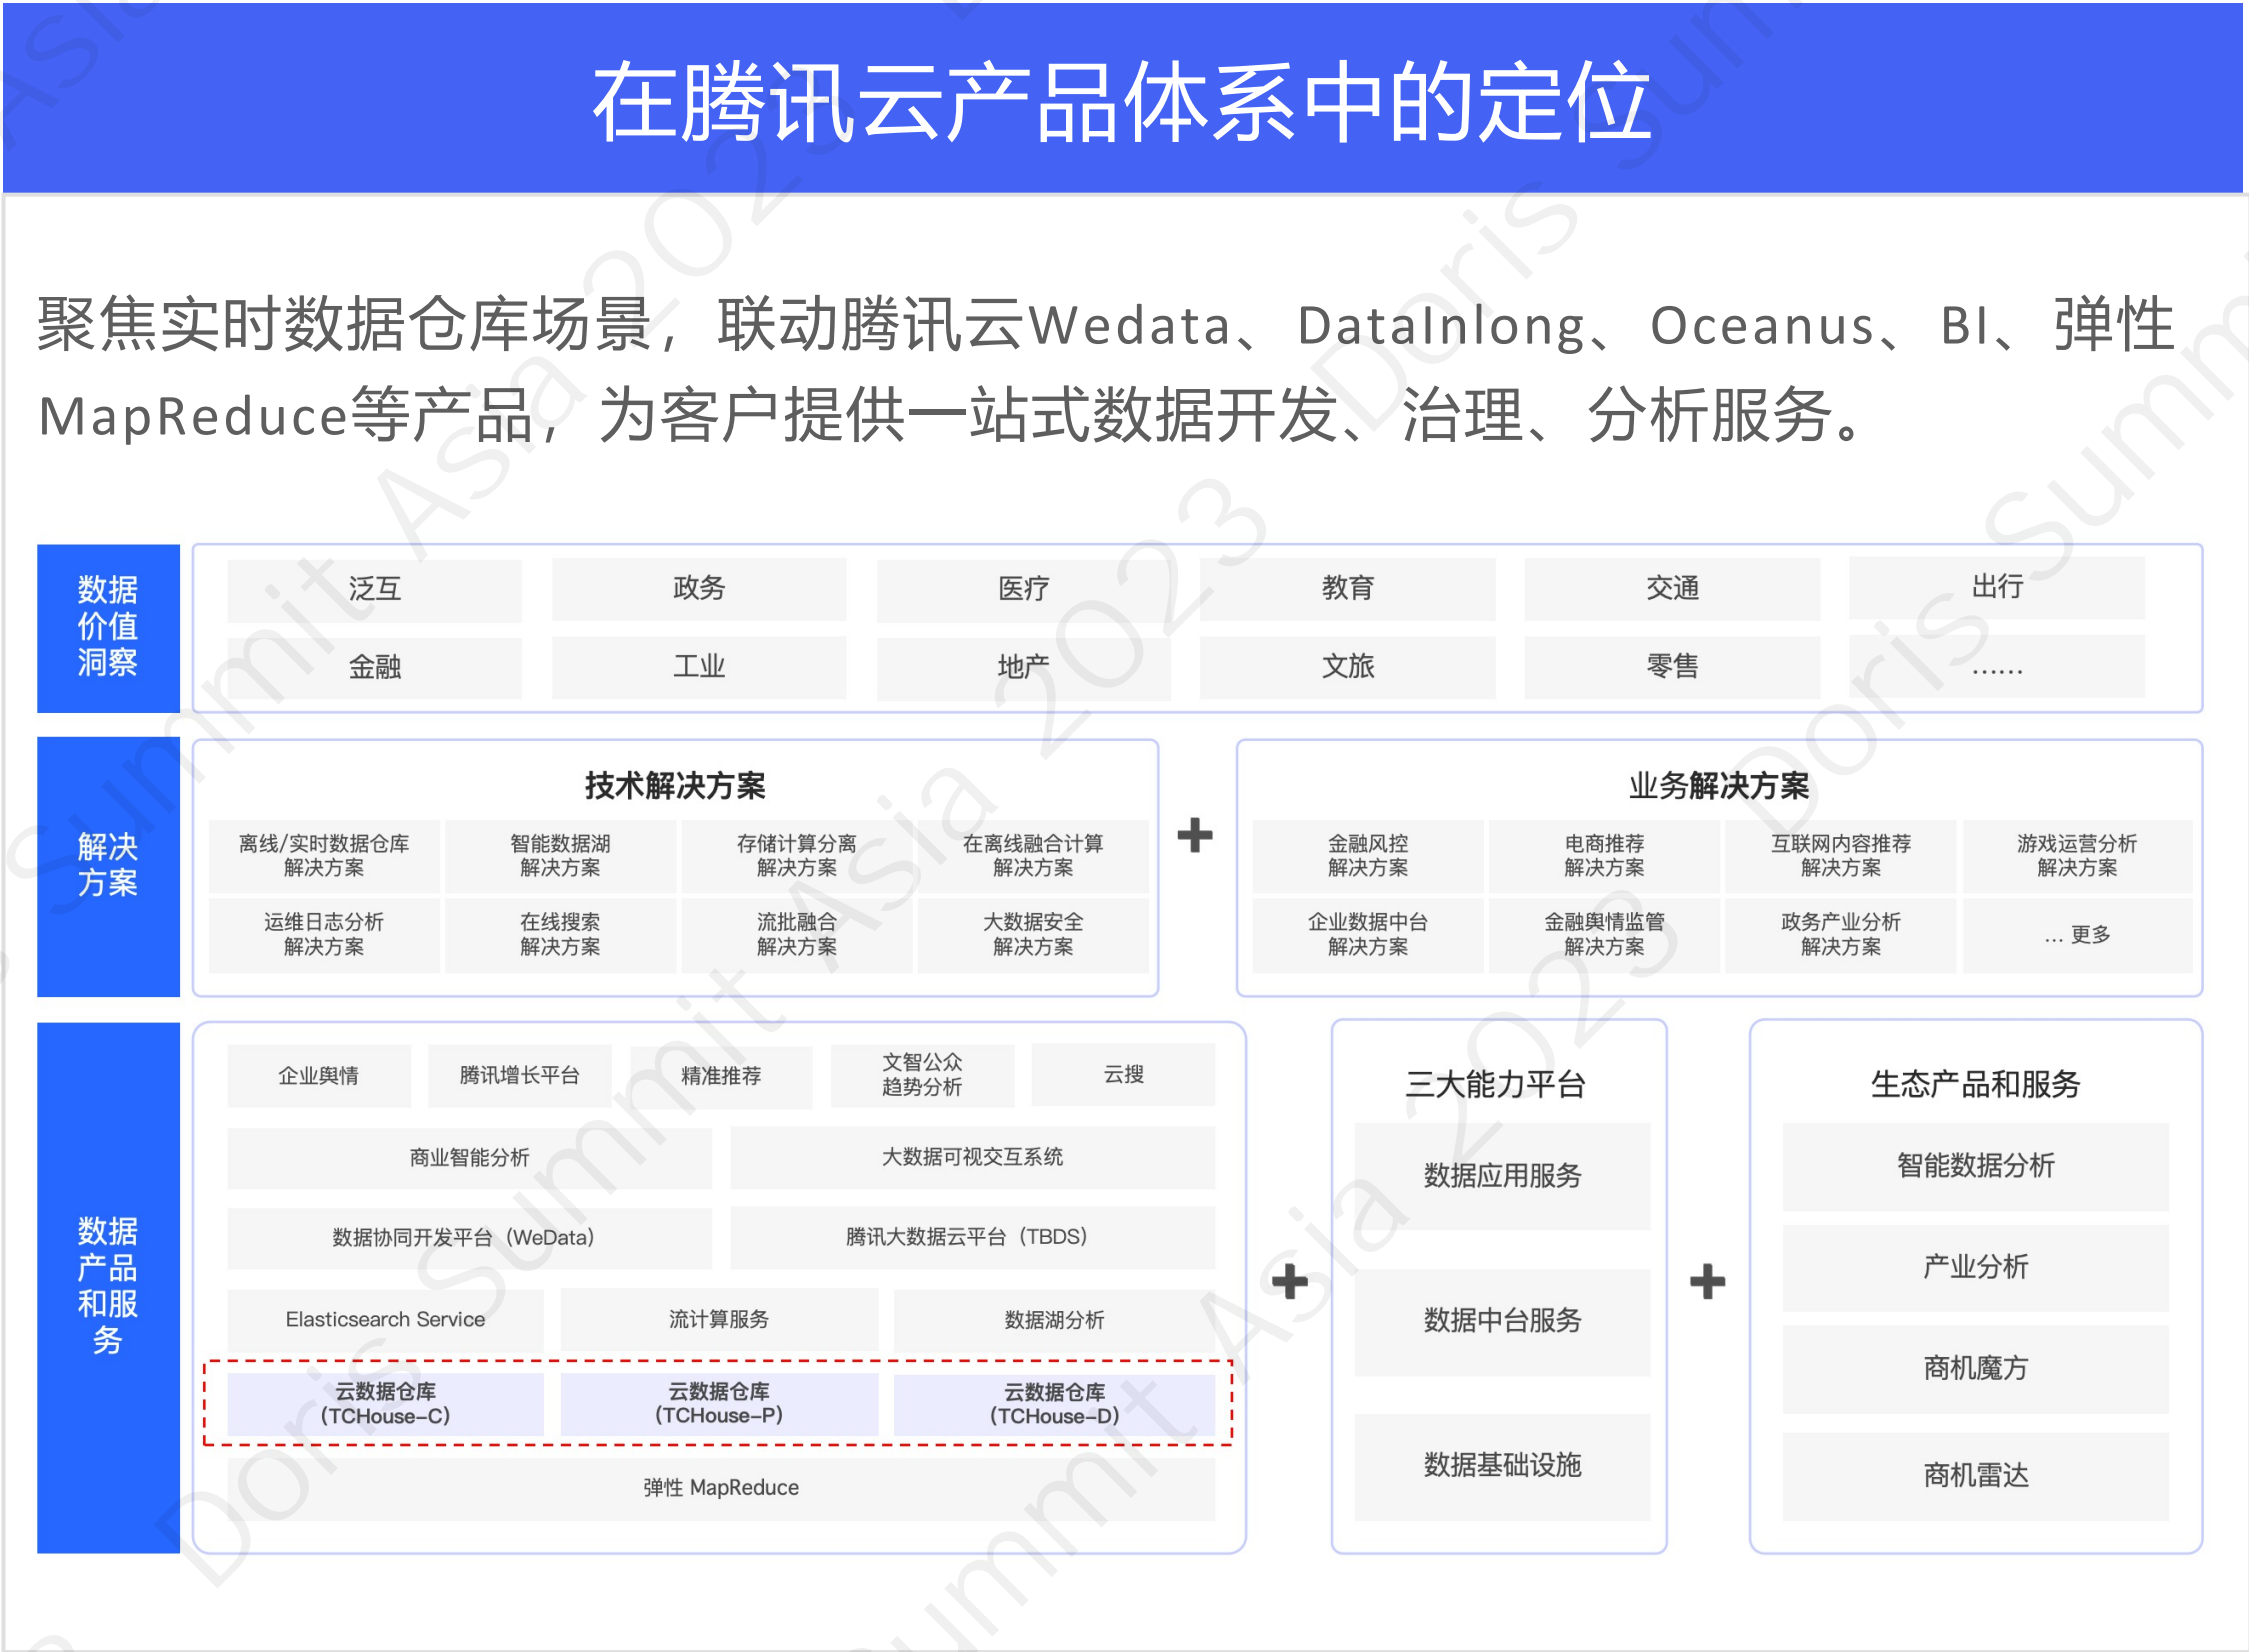 在腾讯云产品体系中的定位
聚焦实时数据仓库场景，联动腾讯云Wedata、DataInlong、Oceanus、BI、弹性
MapReduce等产品，为客户提供一站式数据开发、治理、分析服务。
数据
价值
洞察
泛互
政务
医疗
教育
交通
出行
金融
工业
地产
文旅
零售
……
解决
方案
技术解决方案
离线/实时数据仓库
解决方案
智能数据湖
解决方案
存储计算分离
解决方案
在离线融合计算
解决方案
运维日志分析
解决方案
在线搜索
解决方案
流批融合
解决方案
大数据安全
解决方案
业务解决方案
金融风控
解决方案
电商推荐
解决方案
互联网内容推荐
解决方案
游戏运营分析
解决方案
企业数据中台
解决方案
金融舆情监管
解决方案
政务产业分析
解决方案
... 更多
数据
产品
和服
务
企业舆情
腾讯增长平台
精准推荐
文智公众
趋势分析
云搜
商业智能分析
大数据可视交互系统
数据协同开发平台（WeData）
腾讯大数据云平台（TBDS）
Elasticsearch Service
流计算服务
数据湖分析
云数据仓库
（TCHouse-C）
云数据仓库
（TCHouse-P）
云数据仓库
（TCHouse-D）
弹性 MapReduce
三大能力平台
数据应用服务
数据中台服务
数据基础设施
生态产品和服务
智能数据分析
产业分析
商机魔方
商机雷达
Doris Summit Asia 2023
Doris Summit Asia 2023
Doris Summit Asia 2023